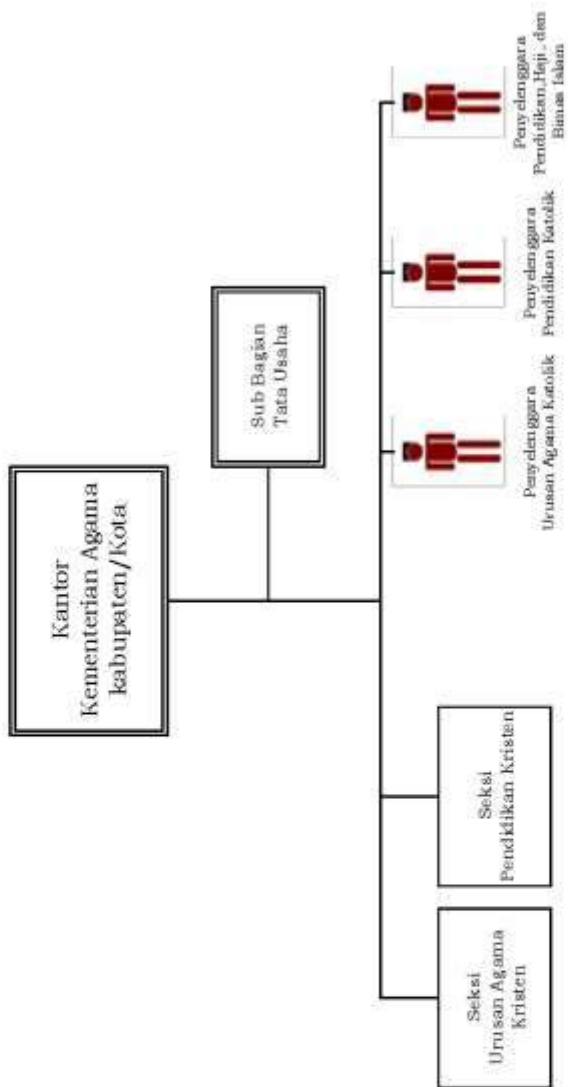 Kantor
Kementerian Agama
kabupaten/Kota
Sub Bagian
Tata Usaha
Seksi
Urusan Agama
Kristen
Seksi
Pendidikan Kristen
Penyelenggara
Urusan Agama Katolik
Penyelenggara
Pendidikan Katolik
Penyelenggara
Pendidikan,Haji, dan
Bimas Islam